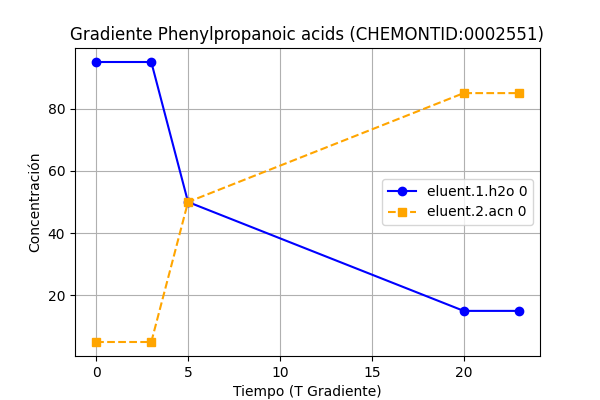 Gradiente Phenylpropanoic acids (CHEMONTID:0002551)
80
60
40
20
Concentración
eluent.1.h2o 0
eluent.2.acn 0
0 5 10 15 20
Tiempo (T Gradiente)